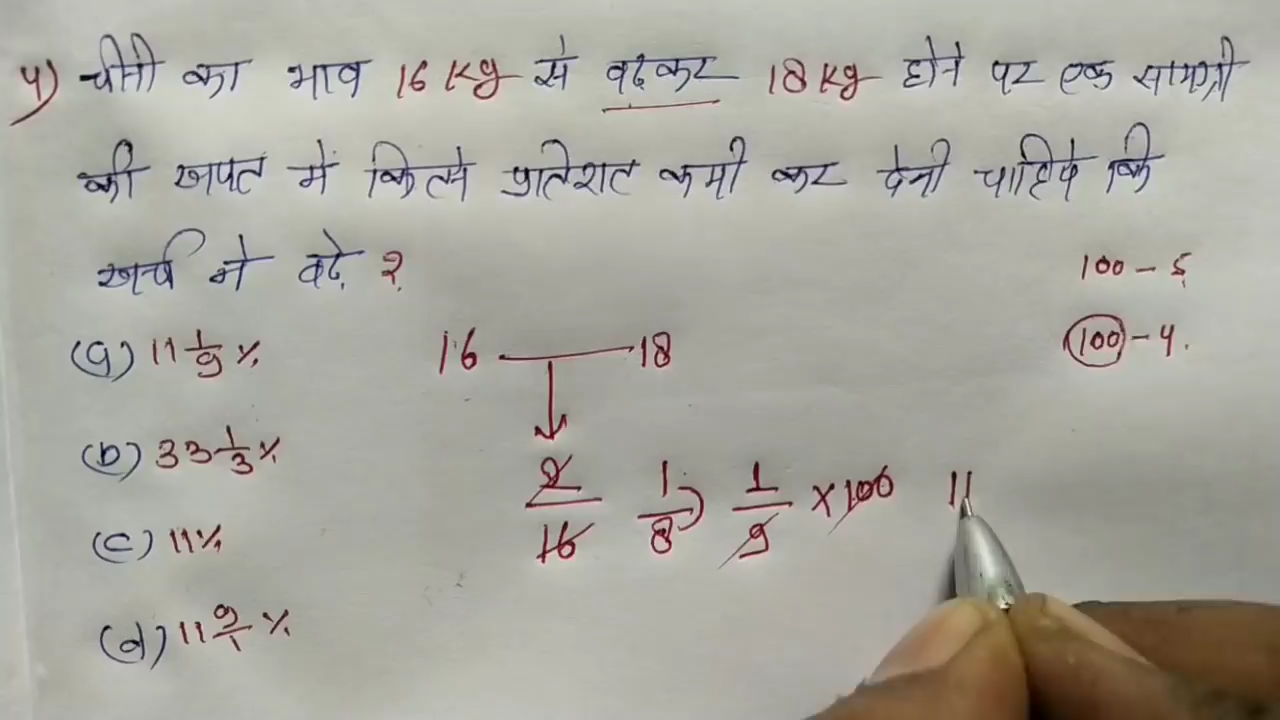 4) चीनी का भाव 16 Kg से बढ़कर 18 Kg होने पर एक सामग्री
की खपत में कितने प्रतिशत कमी कर देनी चाहिये कि
खर्च ने बढ़े ?
100 - 5
100 - 4.
(a) 11 1/9 %
16 — 18
(b) 33 1/3 %
2/16 1/8 1/9 × 100 11
(c) 11%
(d) 11 9/1 %